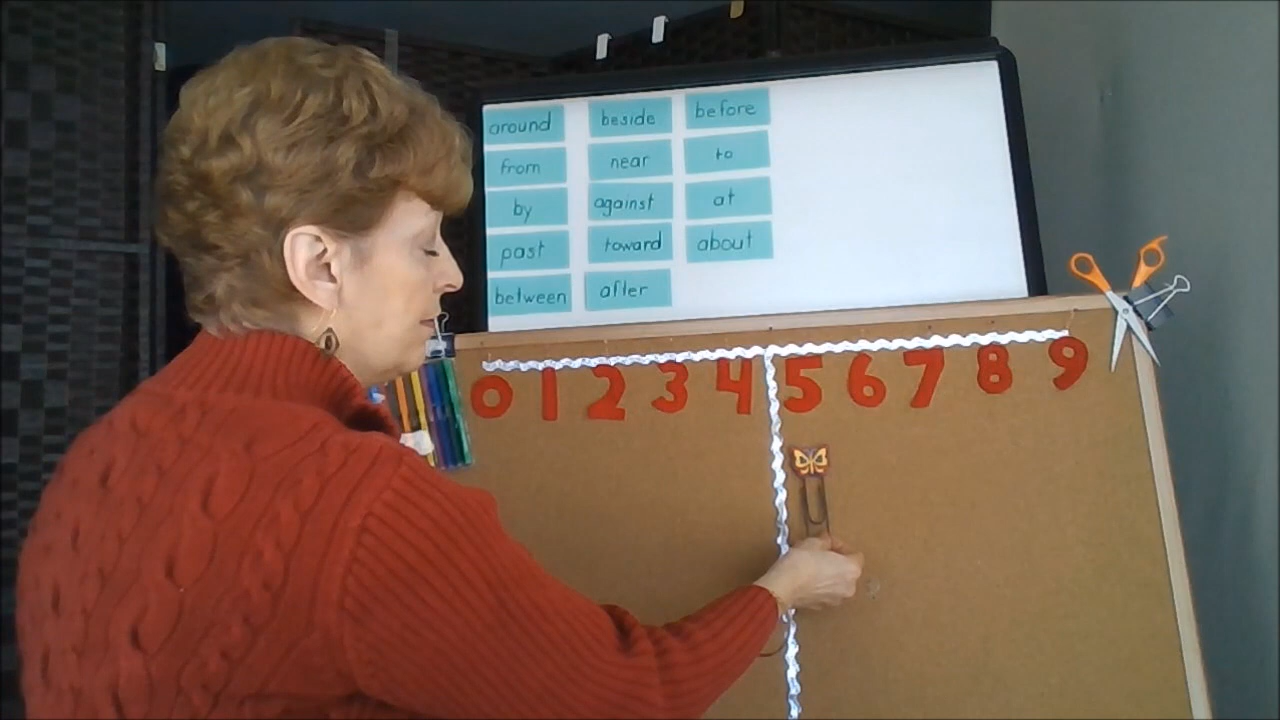 around beside before
from near to
by against at
past toward about
between after
0 1 2 3 4 5 6 7 8 9